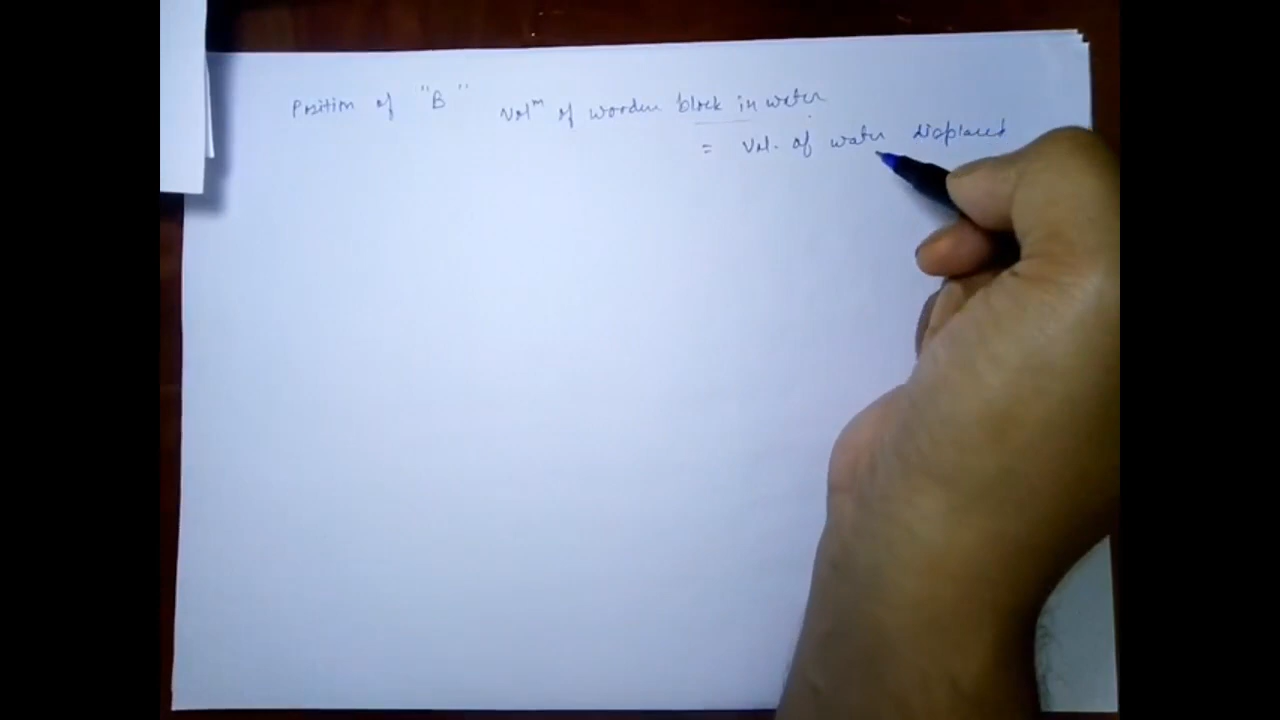 Position of "B" Volm of wooden block in water
= Vol. of water displaced